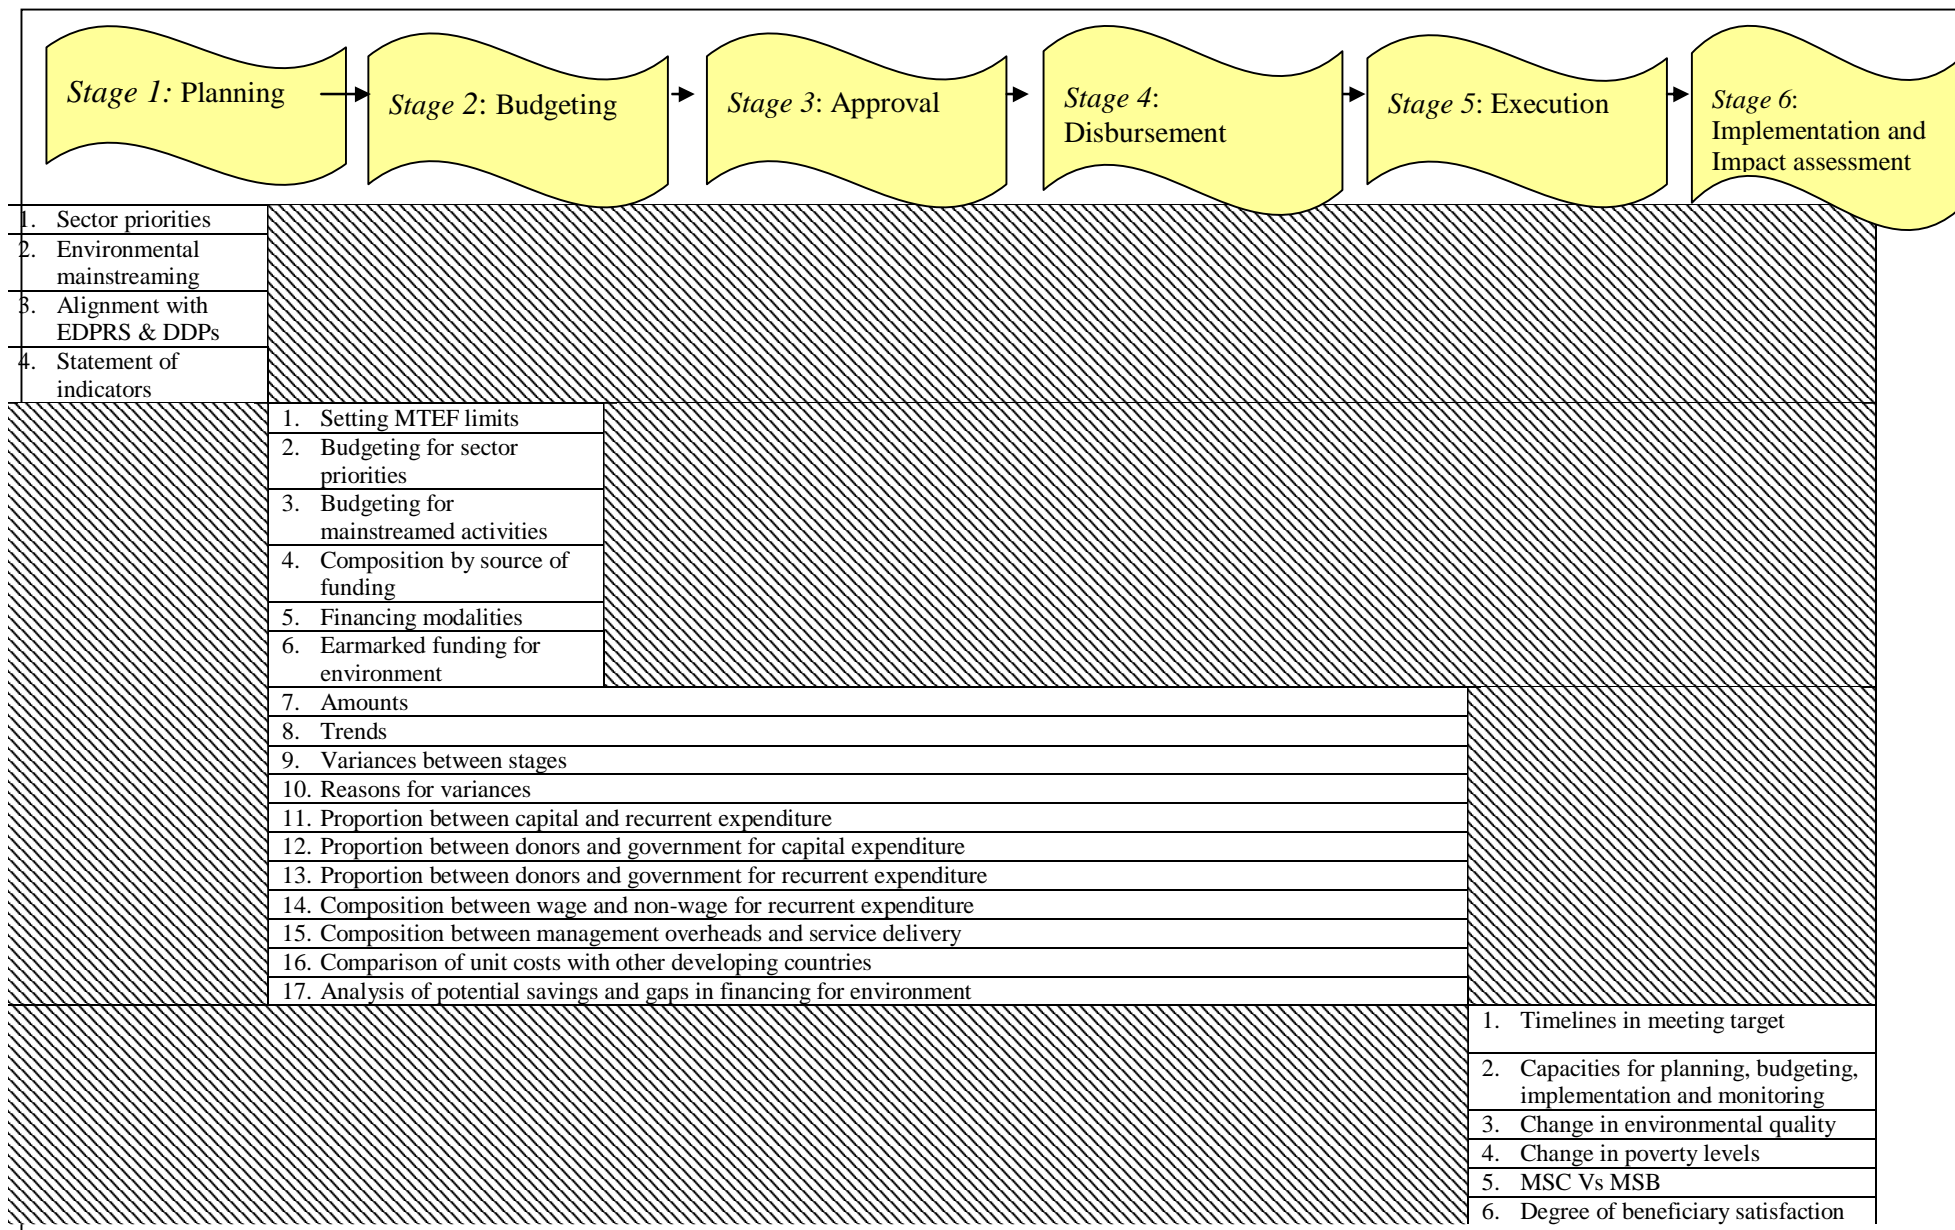 Stage 1: Planning
Stage 2: Budgeting
Stage 3: Approval
Stage 4:
Disbursement
Stage 5: Execution
Stage 6:
Implementation and
Impact assessment
1. Sector priorities
2. Environmental
mainstreaming
3. Alignment with
EDPRS & DDPs
4. Statement of
indicators
1. Setting MTEF limits
2. Budgeting for sector
priorities
3. Budgeting for
mainstreamed activities
4. Composition by source of
funding
5. Financing modalities
6. Earmarked funding for
environment
7. Amounts
8. Trends
9. Variances between stages
10. Reasons for variances
11. Proportion between capital and recurrent expenditure
12. Proportion between donors and government for capital expenditure
13. Proportion between donors and government for recurrent expenditure
14. Composition between wage and non-wage for recurrent expenditure
15. Composition between management overheads and service delivery
16. Comparison of unit costs with other developing countries
17. Analysis of potential savings and gaps in financing for environment
1. Timelines in meeting target
2. Capacities for planning, budgeting,
implementation and monitoring
3. Change in environmental quality
4. Change in poverty levels
5. MSC Vs MSB
6. Degree of beneficiary satisfaction